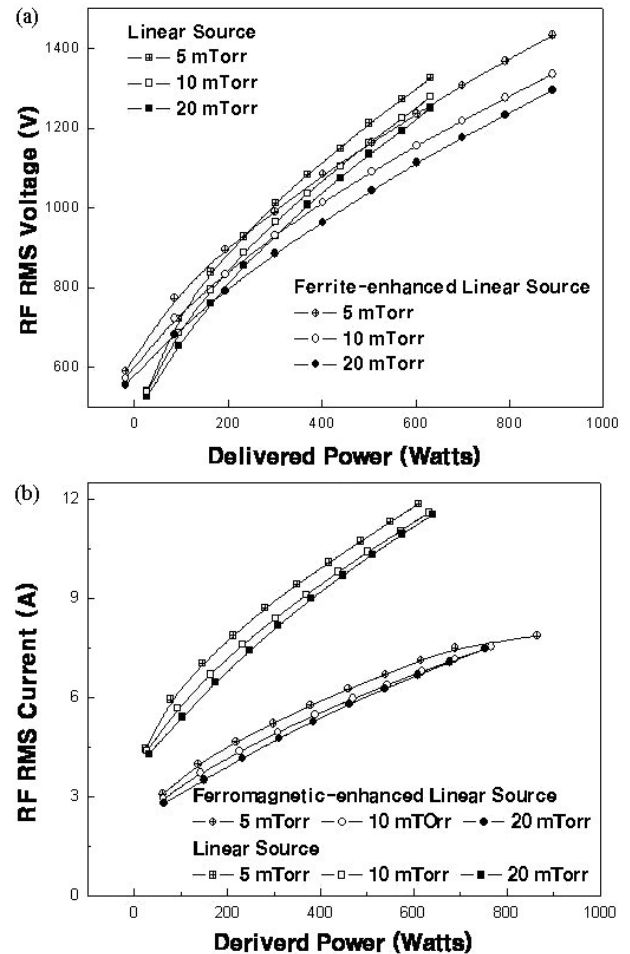 (a)
Linear Source
5 mTorr
10 mTorr
20 mTorr
1400
1200
1000
800
600
RF RMS Voltage (V)
Ferrite-enhanced Linear Source
5 mTorr
10 mTorr
20 mTorr
0 200 400 600 800 1000
Delivered Power (Watts)
(b)
12
9
6
3
0
RF RMS Current (A)
Ferromagnetic-enhanced Linear Source
5 mTorr 10 mTOrr 20 mTorr
Linear Source
5 mTorr 10 mTorr 20 mTorr
0 200 400 600 800 1000
Deriverd Power (Watts)